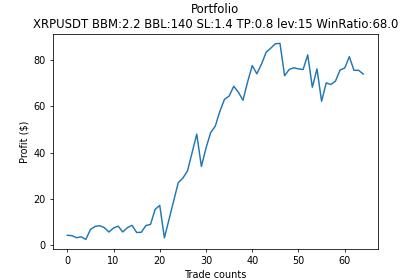 Portfolio
XRPUSDT BBM:2.2 BBL:140 SL:1.4 TP:0.8 lev:15 WinRatio:68.0
80
60
40
20
0
Profit ($)
0 10 20 30 40 50 60
Trade counts